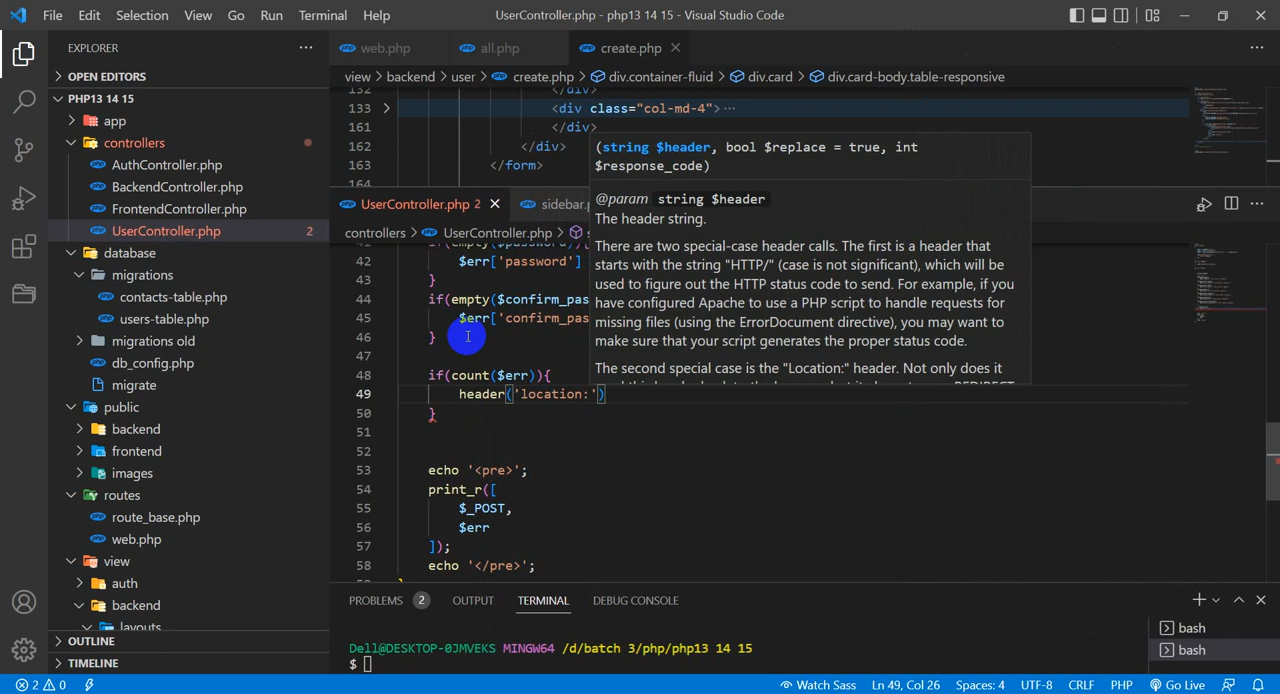 File Edit Selection View Go Run Terminal Help
UserController.php - php13 14 15 - Visual Studio Code
EXPLORER
OPEN EDITORS
PHP13 14 15
app
controllers
AuthController.php
BackendController.php
FrontendController.php
UserController.php 2
database
migrations
contacts-table.php
users-table.php
migrations old
db_config.php
migrate
public
backend
frontend
images
routes
route_base.php
web.php
view
auth
backend
layouts
OUTLINE
TIMELINE
web.php all.php create.php
view > backend > user > create.php > div.container-fluid > div.card > div.card-body.table-responsive
132 </div>
133 <div class="col-md-4">
161 </div>
162 </div>
163 </form>
164
UserController.php 2 sidebar.
controllers > UserController.php >
if(empty($password)){
42 $err['password']
43 }
44 if(empty($confirm_pas
45 $err['confirm_pas
46 }
47
48 if(count($err)){
49 header('location:')
50 }
51
52
53 echo '<pre>';
54 print_r([
55 $_POST,
56 $err
57 ]);
58 echo '</pre>';
(string $header, bool $replace = true, int
$response_code)
@param string $header
The header string.
There are two special-case header calls. The first is a header that
starts with the string "HTTP/" (case is not significant), which will be
used to figure out the HTTP status code to send. For example, if you
have configured Apache to use a PHP script to handle requests for
missing files (using the ErrorDocument directive), you may want to
make sure that your script generates the proper status code.
The second special case is the "Location:" header. Not only does it
PROBLEMS 2 OUTPUT TERMINAL DEBUG CONSOLE
Dell@DESKTOP-0JMVEKS MINGW64 /d/batch 3/php/php13 14 15
$
bash
bash
2 0 Watch Sass Ln 49, Col 26 Spaces: 4 UTF-8 CRLF PHP Go Live